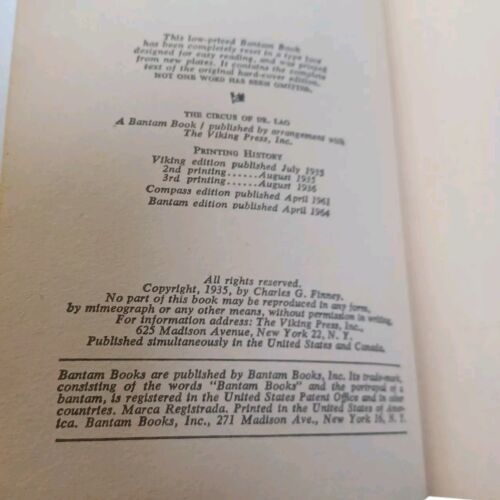 This low-priced Bantam Book
has been completely reset in a type face
designed for easy reading, and was printed
from new plates. It contains the complete
text of the original hard-cover edition.
NOT ONE WORD HAS BEEN OMITTED.
THE CIRCUS OF DR. LAO
A Bantam Book / published by arrangement with
The Viking Press, Inc.
PRINTING HISTORY
Viking edition published July 1935
2nd printing......August 1935
3rd printing......August 1936
Compass edition published April 1961
Bantam edition published April 1964
All rights reserved.
Copyright, 1935, by Charles G. Finney.
No part of this book may be reproduced in any form,
by mimeograph or any other means, without permission in writing.
For information address: The Viking Press, Inc.,
625 Madison Avenue, New York 22, N. Y.
Published simultaneously in the United States and Canada.
Bantam Books are published by Bantam Books, Inc. Its trade-mark,
consisting of the words "Bantam Books" and the portrayal of a
bantam, is registered in the United States Patent Office and in other
countries. Marca Registrada. Printed in the United States of Amer-
ica. Bantam Books, Inc., 271 Madison Ave., New York 16, N. Y.